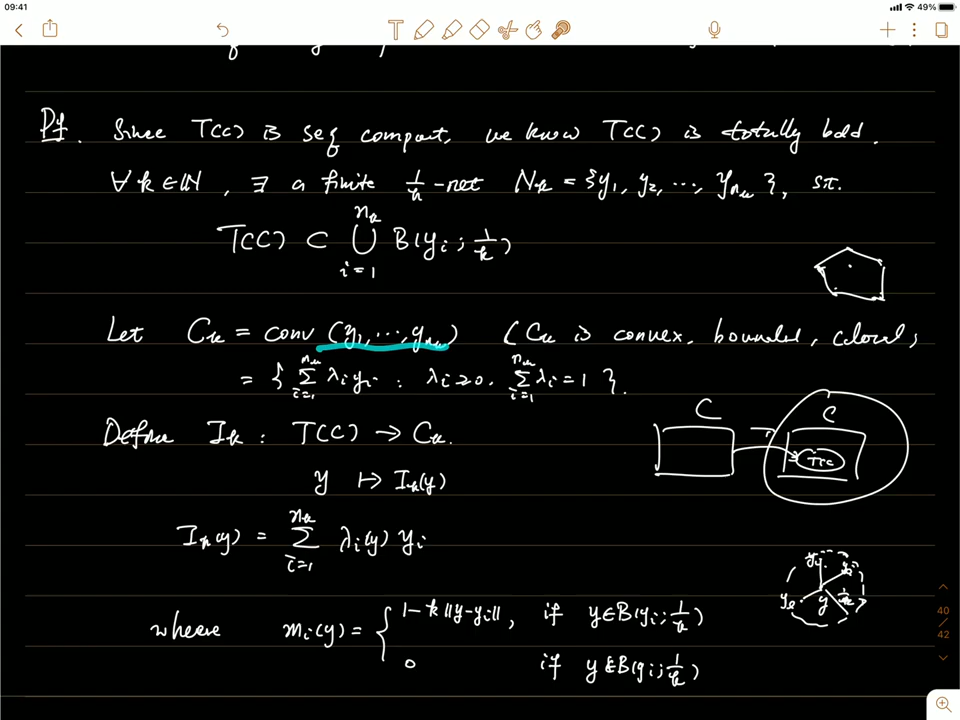 09:41
49%
Pf. Since T(C) is seq compact, we know T(C) is totally bdd.
∀ k ∈ ℕ, ∃ a finite 1/k-net N_k = {y_1, y_2, ..., y_{n_k}}, st.
T(C) ⊂ ⋃_{i=1}^{n_k} B(y_i ; 1/k)
Let C_k = conv (y_1, ..., y_{n_k}) (C_k is convex, bounded, closed,
= { ∑_{i=1}^{n_k} λ_i y_i : λ_i ≥ 0, ∑_{i=1}^{n_k} λ_i = 1 }.
C
T
C
T(C)
Define I_k : T(C) → C_k.
y ↦ I_k(y)
I_k(y) = ∑_{i=1}^{n_k} λ_i(y) y_i
where m_i(y) = { 1 - k ||y - y_i||, if y ∈ B(y_i ; 1/k)
0 if y ∉ B(y_i ; 1/k)
y
1/k
40
/
42